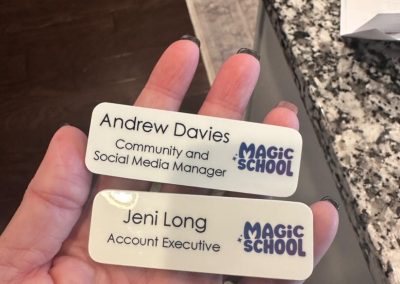 Andrew Davies
Community and
Social Media Manager
MAGIC
SCHOOL
Jeni Long
Account Executive
MAGIC
SCHOOL